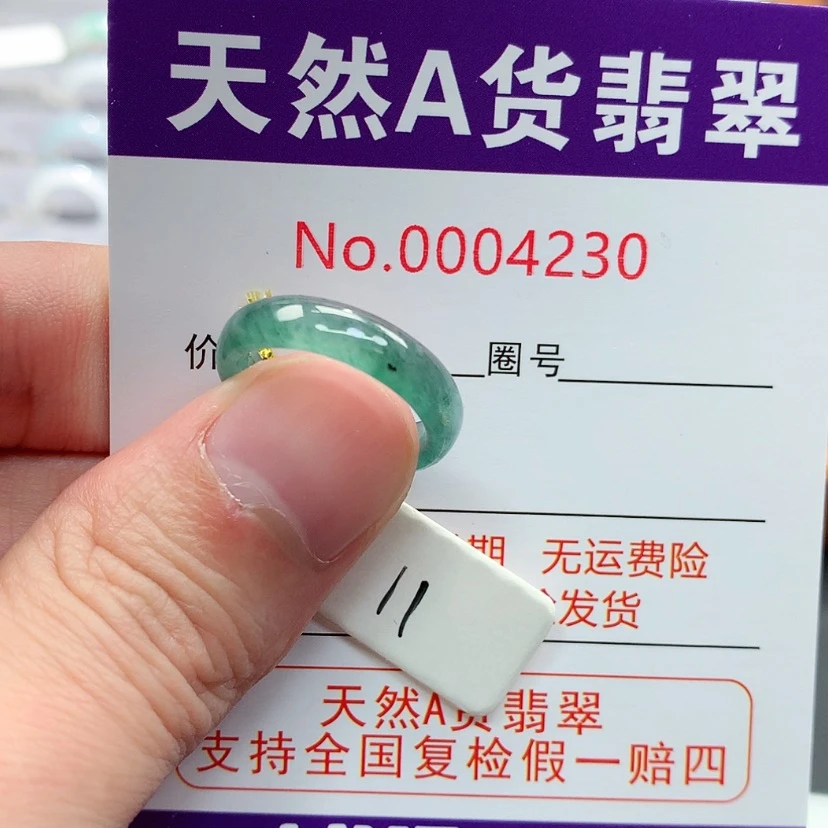 天然A货翡翠
No.0004230
价 圈号
期 无运费险
发货
11
天然A货翡翠
支持全国复检假一赔四